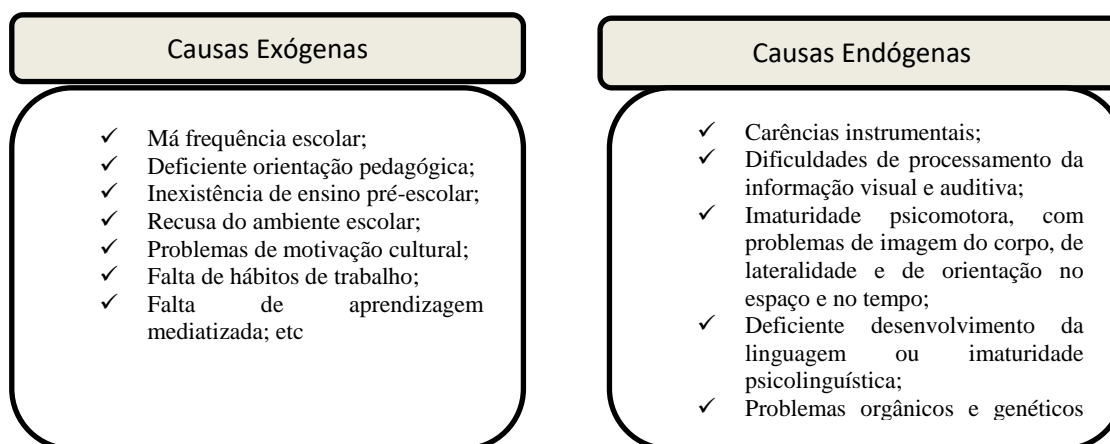 Causas Exógenas
✓ Má frequência escolar;
✓ Deficiente orientação pedagógica;
✓ Inexistência de ensino pré-escolar;
✓ Recusa do ambiente escolar;
✓ Problemas de motivação cultural;
✓ Falta de hábitos de trabalho;
✓ Falta de aprendizagem
mediatizada; etc
Causas Endógenas
✓ Carências instrumentais;
✓ Dificuldades de processamento da
informação visual e auditiva;
✓ Imaturidade psicomotora, com
problemas de imagem do corpo, de
lateralidade e de orientação no
espaço e no tempo;
✓ Deficiente desenvolvimento da
linguagem ou imaturidade
psicolinguística;
✓ Problemas orgânicos e genéticos